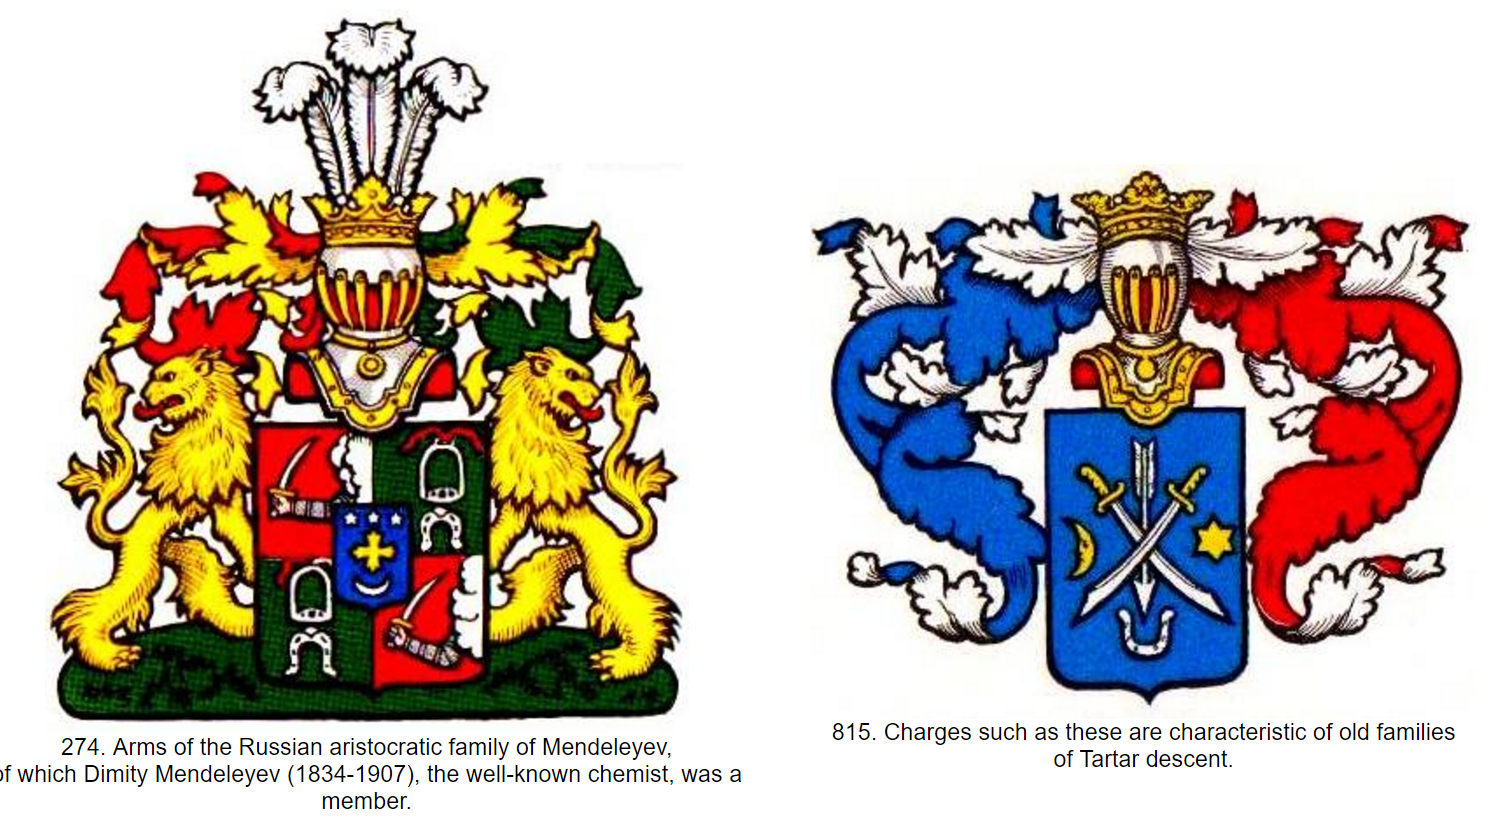 274. Arms of the Russian aristocratic family of Mendeleyev,
of which Dimity Mendeleyev (1834-1907), the well-known chemist, was a
member.
815. Charges such as these are characteristic of old families
of Tartar descent.